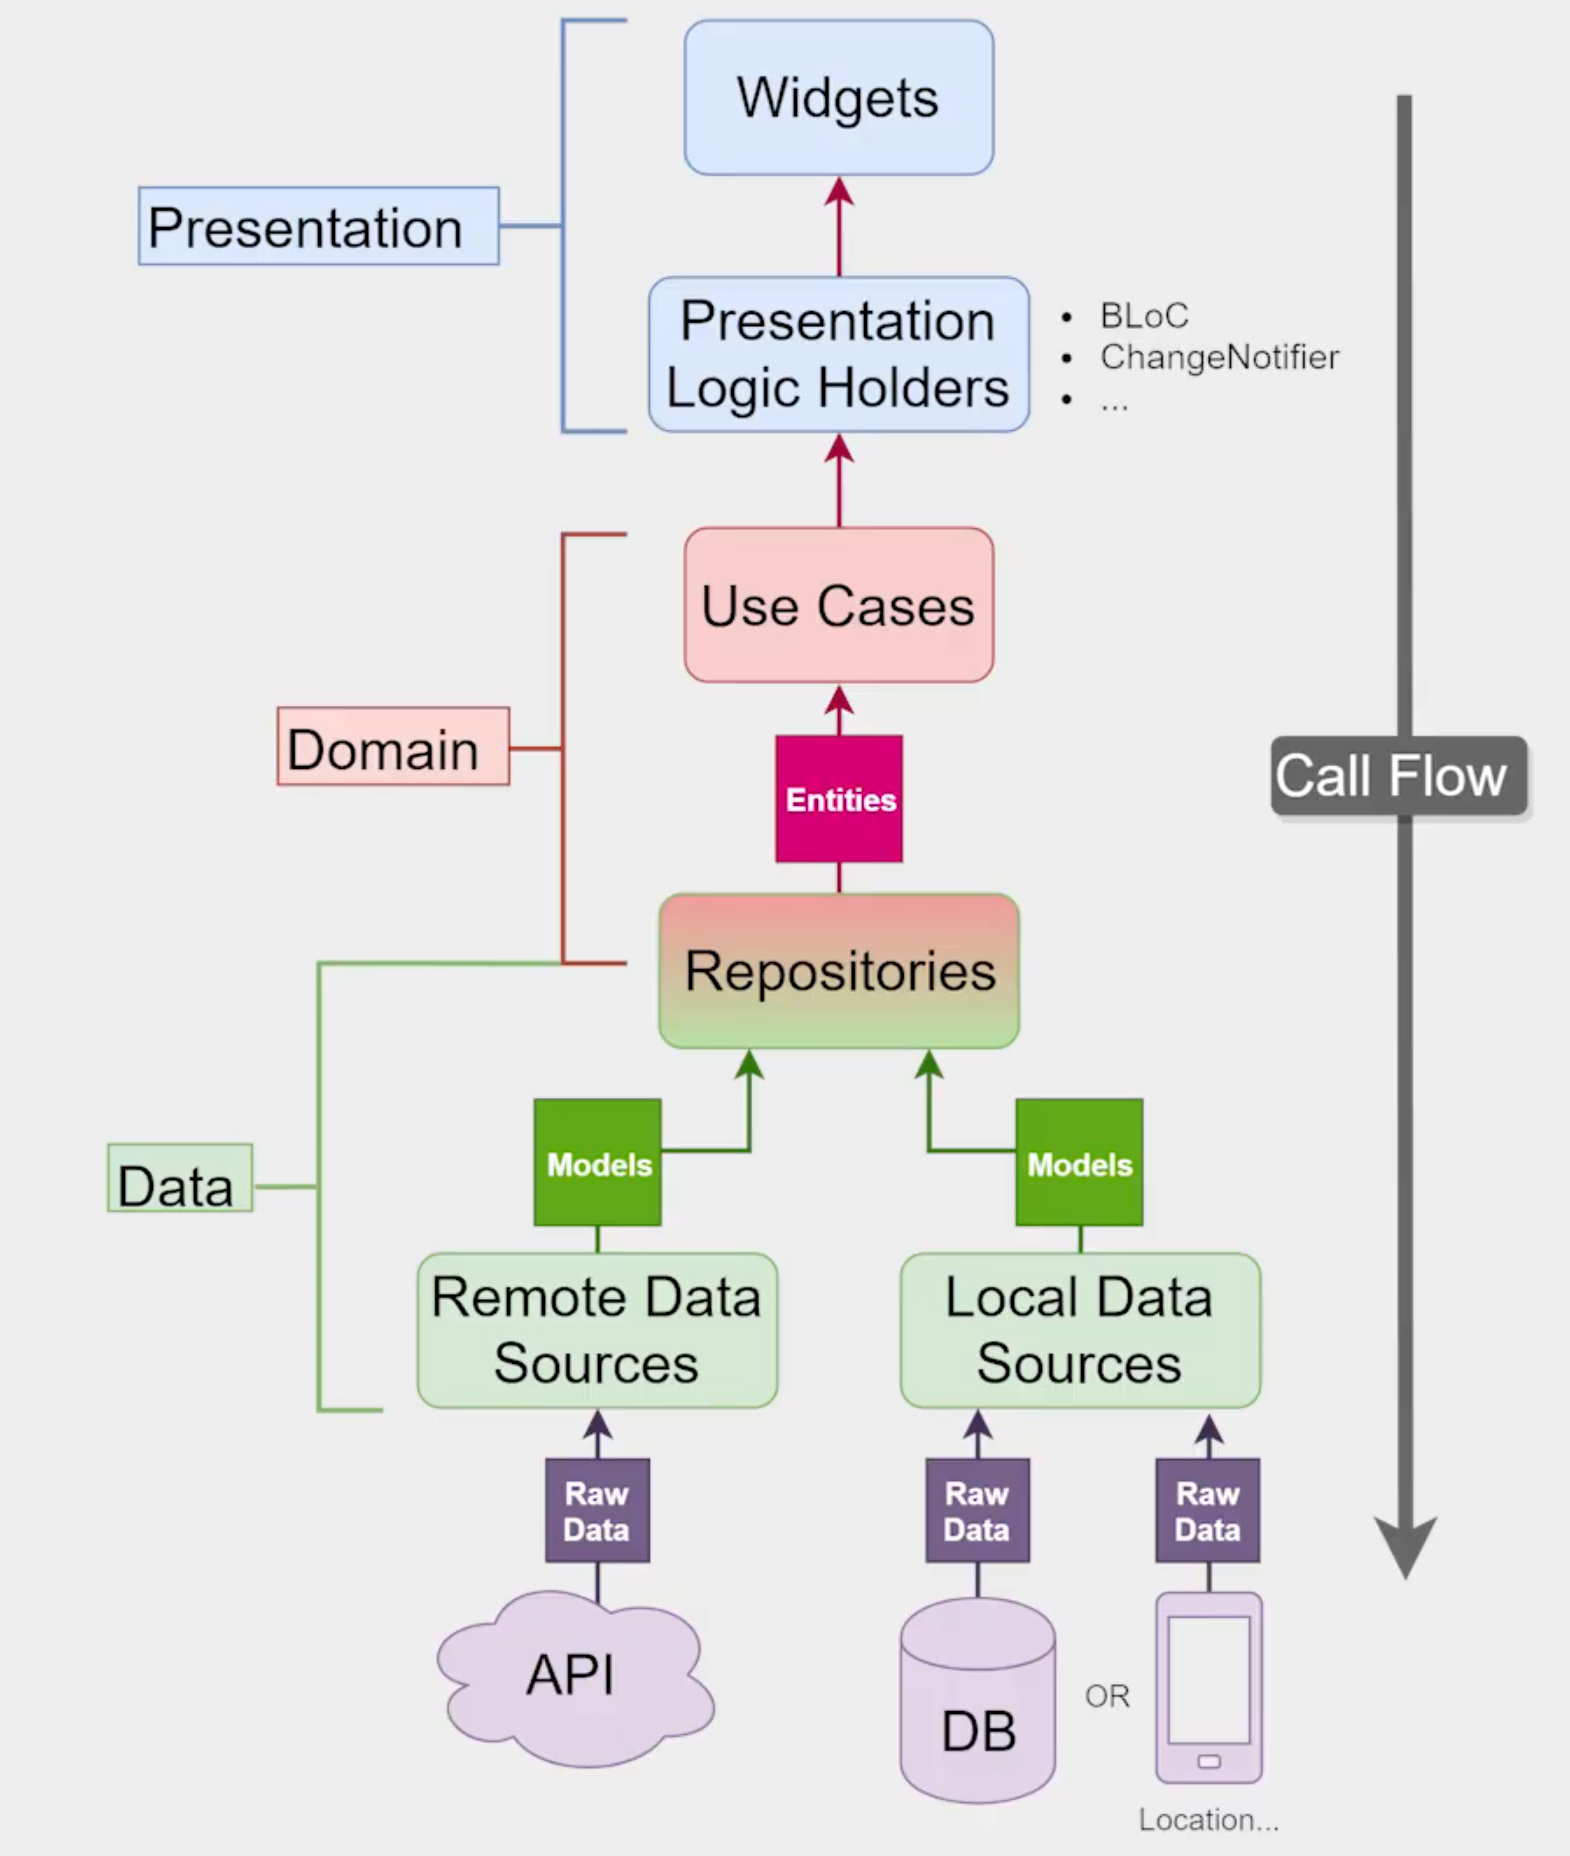 Widgets
Presentation
Presentation
Logic Holders
• BLoC
• ChangeNotifier
• ...
Use Cases
Domain
Entities
Call Flow
Repositories
Models
Models
Data
Remote Data
Sources
Local Data
Sources
Raw
Data
Raw
Data
Raw
Data
API
DB
OR
Location...